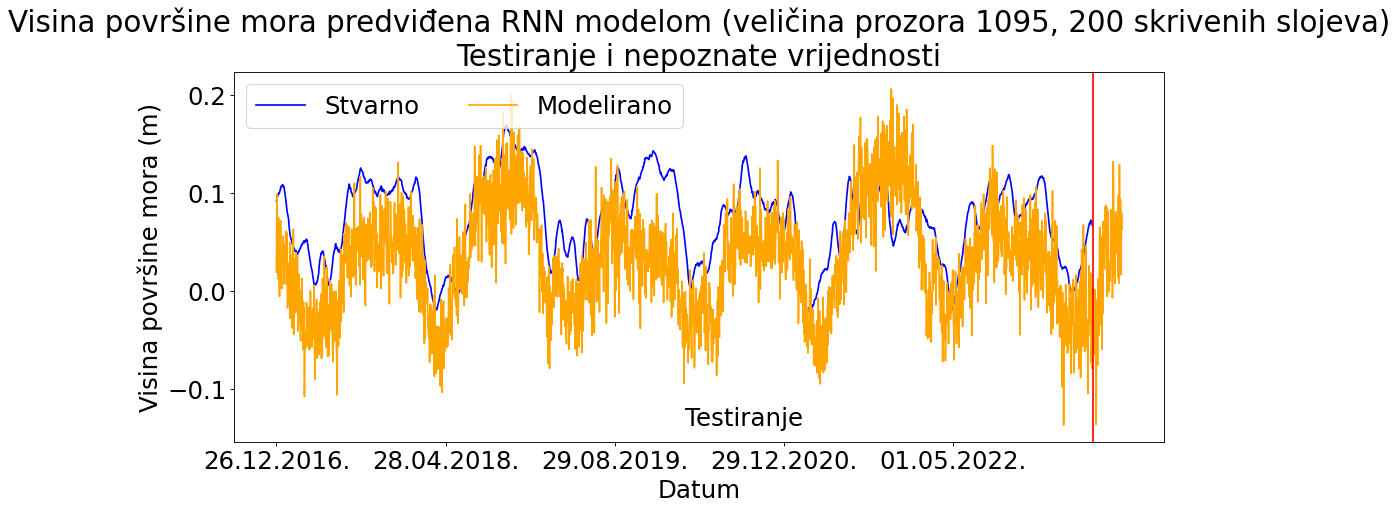 Visina površine mora predviđena RNN modelom (veličina prozora 1095, 200 skrivenih slojeva)
Testiranje i nepoznate vrijednosti
Stvarno
Modelirano
Visina površine mora (m)
0.2
0.1
0.0
−0.1
Testiranje
26.12.2016.
28.04.2018.
29.08.2019.
29.12.2020.
01.05.2022.
Datum